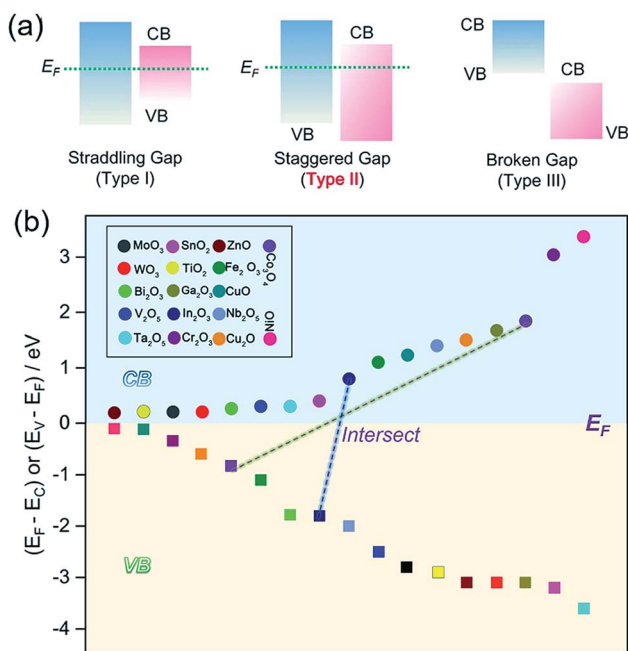 (a)
CB
E_F
VB
Straddling Gap
(Type I)
CB
E_F
VB
Staggered Gap
(Type II)
CB
VB
CB
VB
Broken Gap
(Type III)
(b)
MoO₃ SnO₂ ZnO
WO₃ TiO₂ Fe₂O₃
Co₃O₄
Bi₂O₃ Ga₂O₃ CuO
V₂O₅ In₂O₃ Nb₂O₅
Ta₂O₅ Cr₂O₃ Cu₂O
NiO
3
2
1
0
-1
-2
-3
-4
(E_F - E_C) or (E_V - E_F) / eV
CB
E_F
Intersect
VB